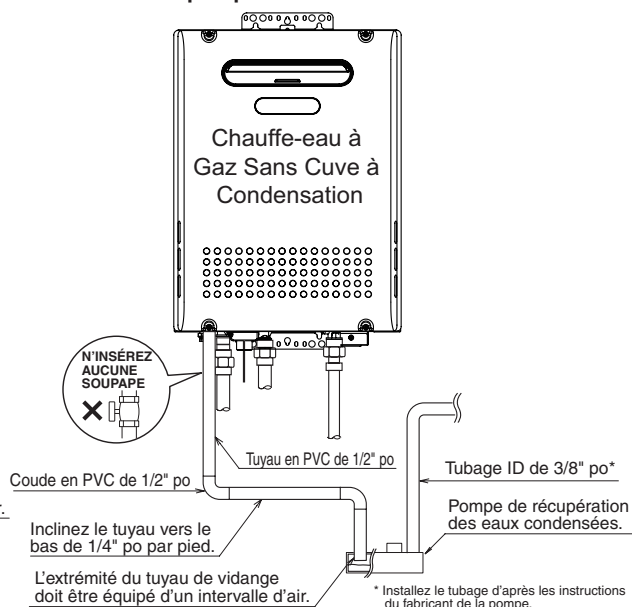 Chauffe-eau à
Gaz Sans Cuve à
Condensation
N'INSÉREZ
AUCUNE
SOUPAPE
Tuyau en PVC de 1/2" po
Tubage ID de 3/8" po*
Coude en PVC de 1/2" po
Pompe de récupération
des eaux condensées.
Inclinez le tuyau vers le
bas de 1/4" po par pied.
L'extrémité du tuyau de vidange
doit être équipé d'un intervalle d'air.
* Installez le tubage d'après les instructions
du fabricant de la pompe.